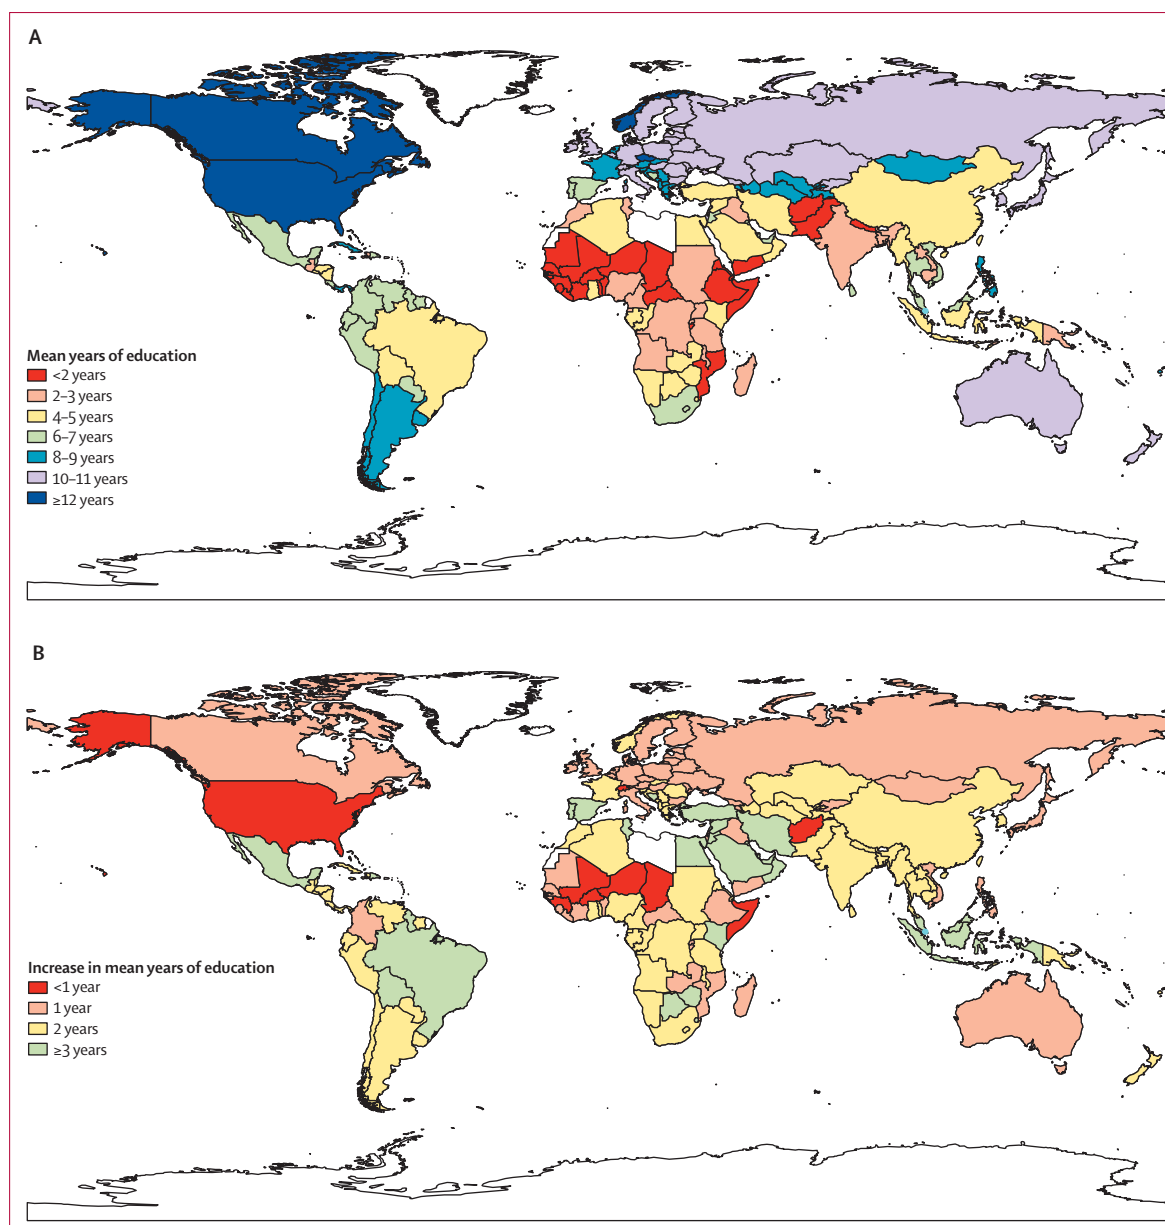 A
Mean years of education
<2 years
2–3 years
4–5 years
6–7 years
8–9 years
10–11 years
≥12 years
B
Increase in mean years of education
<1 year
1 year
2 years
≥3 years